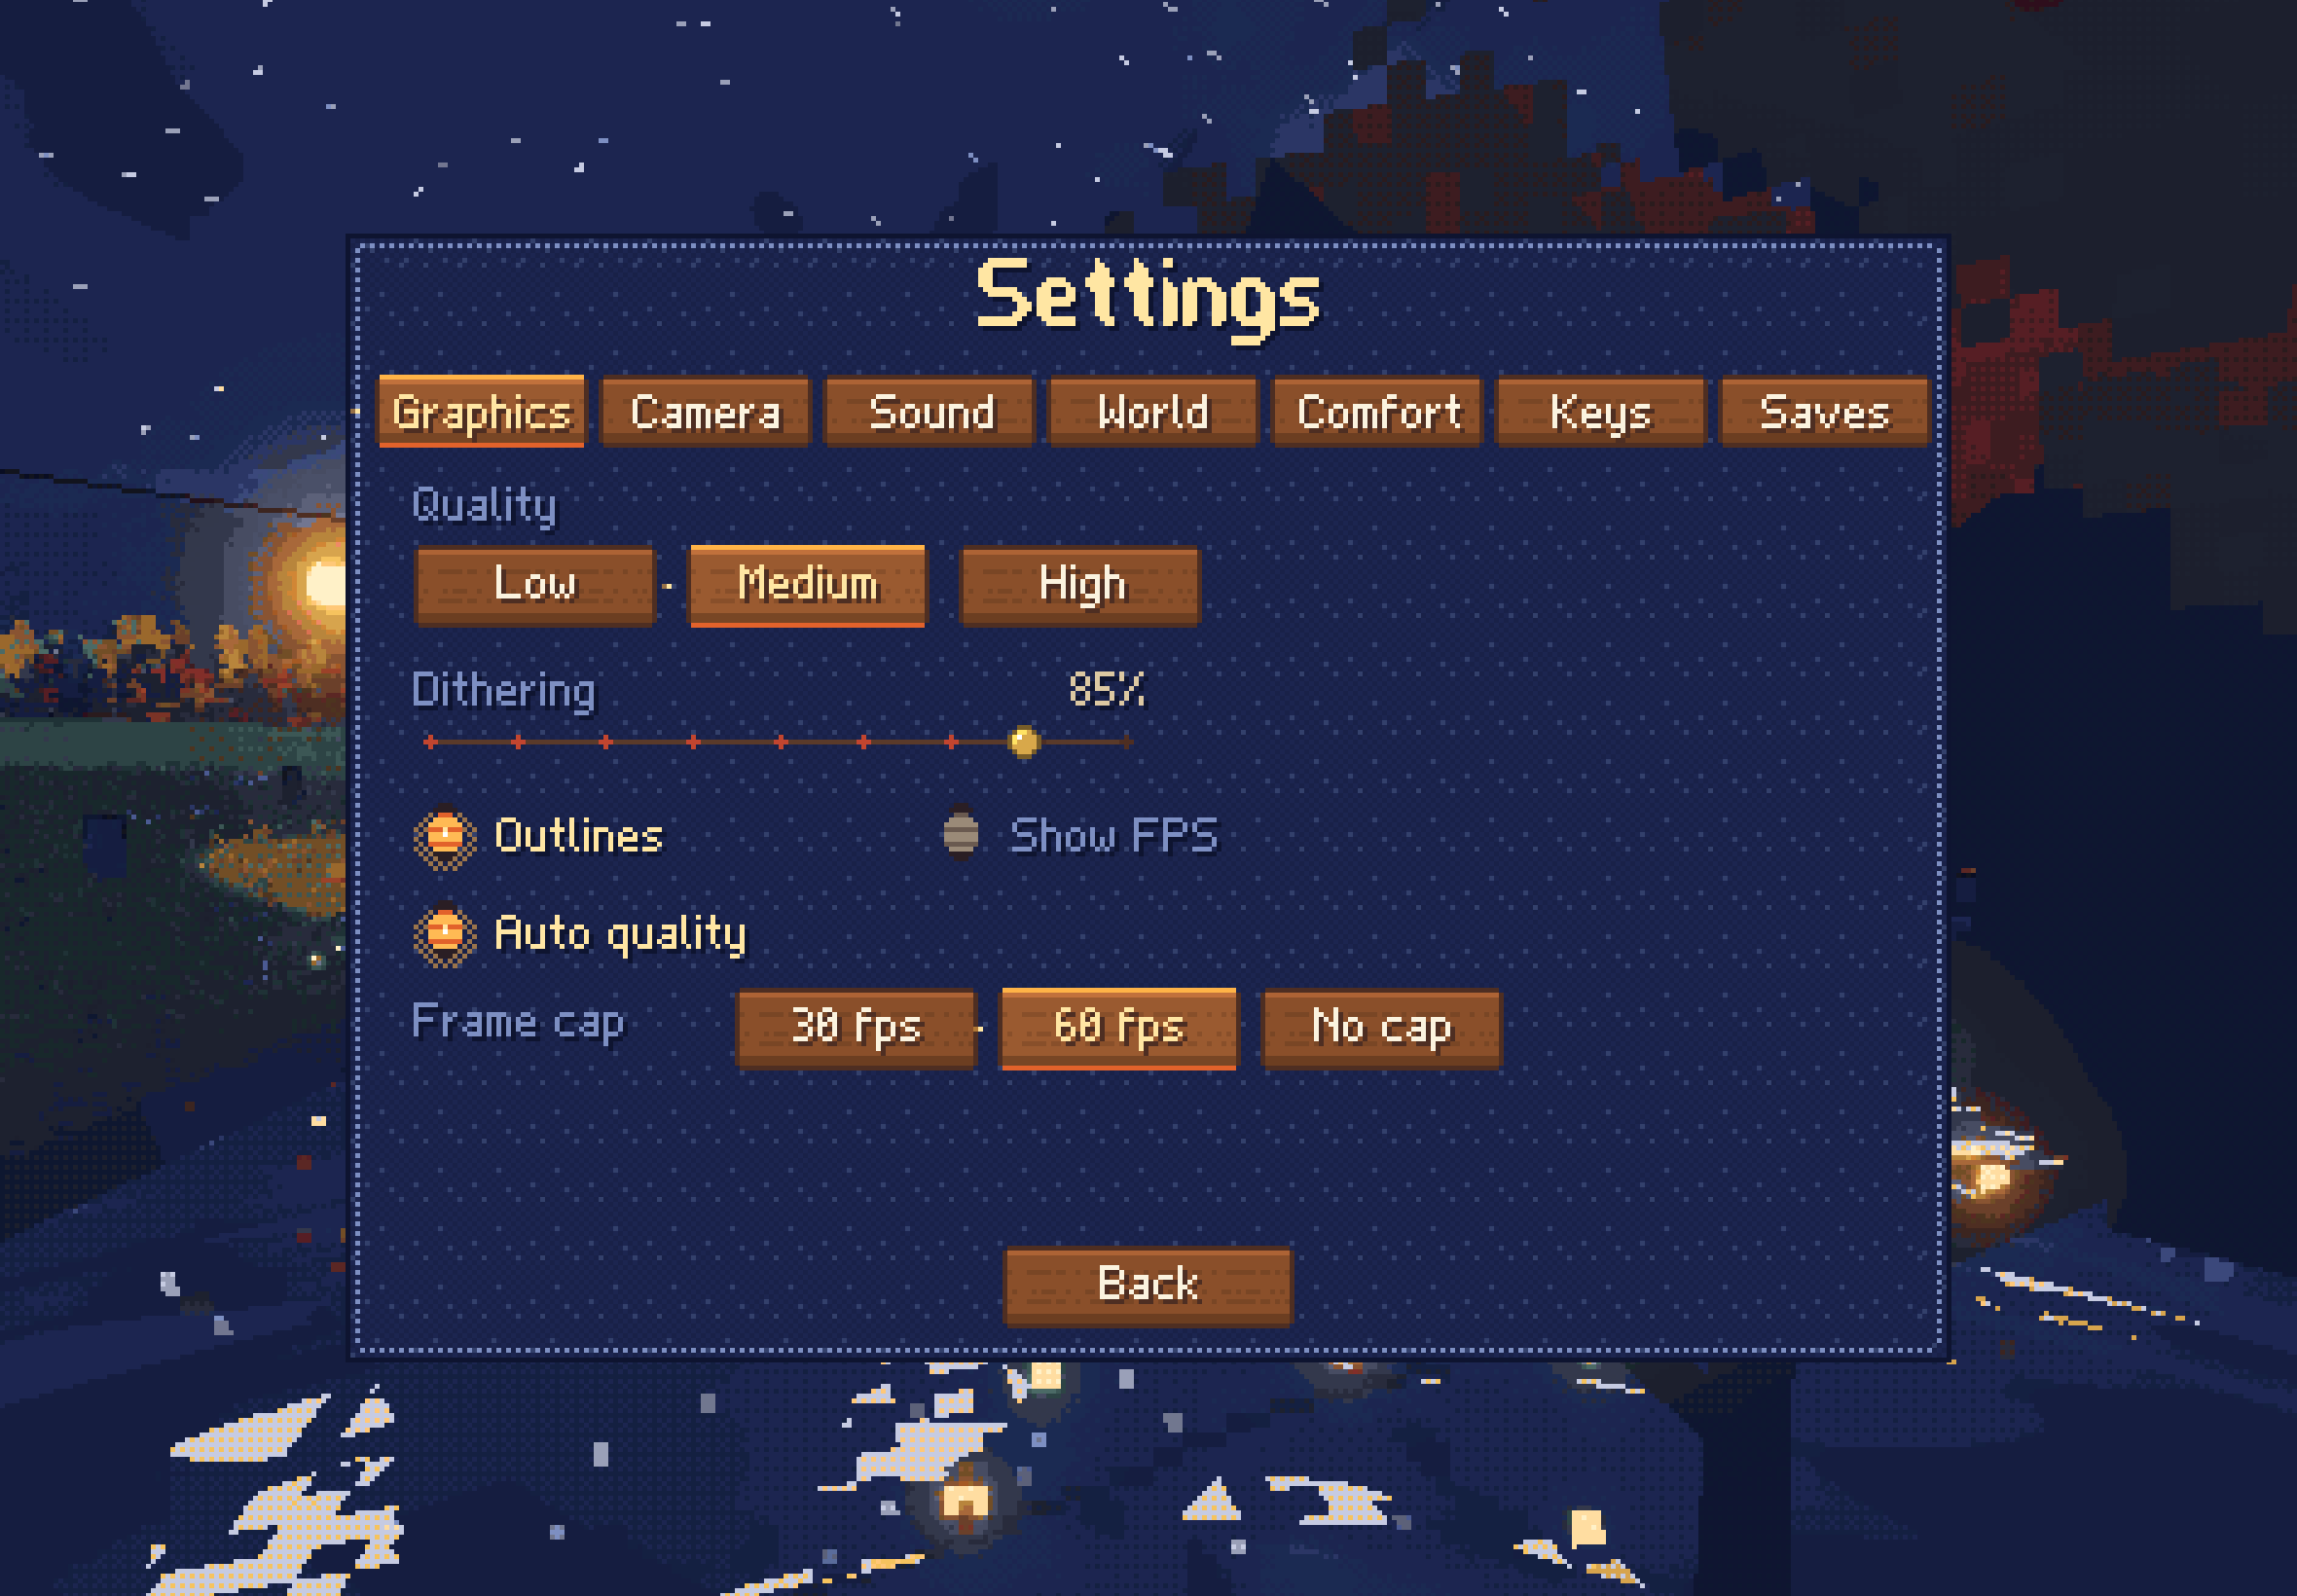 Settings
Graphics Camera Sound World Comfort Keys Saves
Quality
Low Medium High
Dithering 85%
Outlines Show FPS
Auto quality
Frame cap 30 fps 60 fps No cap
Back